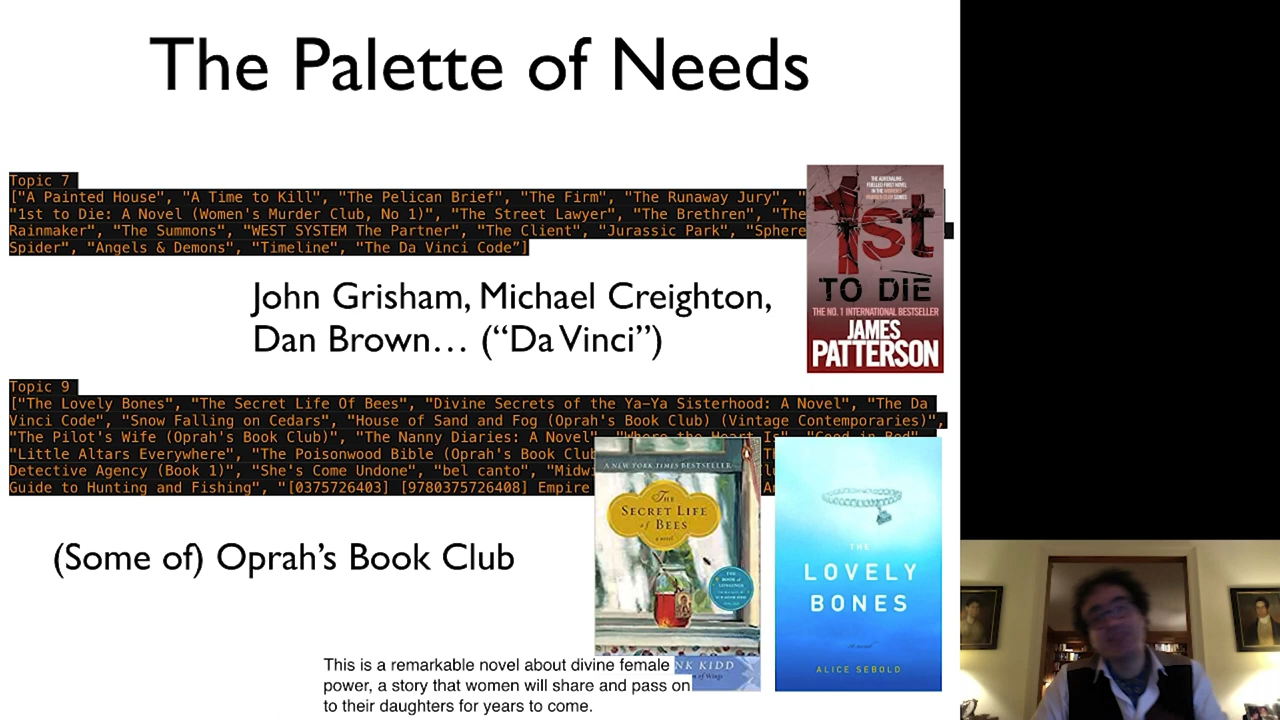 The Palette of Needs
Topic 7
["A Painted House", "A Time to Kill", "The Pelican Brief", "The Firm", "The Runaway Jury", "
"1st to Die: A Novel (Women's Murder Club, No 1)", "The Street Lawyer", "The Brethren", "The
Rainmaker", "The Summons", "WEST SYSTEM The Partner", "The Client", "Jurassic Park", "Sphere
Spider", "Angels & Demons", "Timeline", "The Da Vinci Code”]
THE ADRENALINE-
FUELLED FIRST NOVEL
IN THE
MURDER CLUB SERIES
1st
TO DIE
THE NO. 1 INTERNATIONAL BESTSELLER
JAMES
PATTERSON
John Grisham, Michael Creighton,
Dan Brown… (“Da Vinci”)
Topic 9
["The Lovely Bones", "The Secret Life Of Bees", "Divine Secrets of the Ya-Ya Sisterhood: A Novel", "The Da
Vinci Code", "Snow Falling on Cedars", "House of Sand and Fog (Oprah's Book Club) (Vintage Contemporaries)",
"The Pilot's Wife (Oprah's Book Club)", "The Nanny Diaries: A Novel", "Where the Heart Is", "Good in Bed",
"Little Altars Everywhere", "The Poisonwood Bible (Oprah's Book Club
Detective Agency (Book 1)", "She's Come Undone", "bel canto", "Midwi
Guide to Hunting and Fishing", "[0375726403] [9780375726408] Empire
A NEW YORK TIMES BESTSELLER
THE
SECRET LIFE
of BEES
a novel
NK KIDD
of Wings
THE
LOVELY
BONES
a novel
ALICE SEBOLD
(Some of) Oprah’s Book Club
This is a remarkable novel about divine female
power, a story that women will share and pass on
to their daughters for years to come.